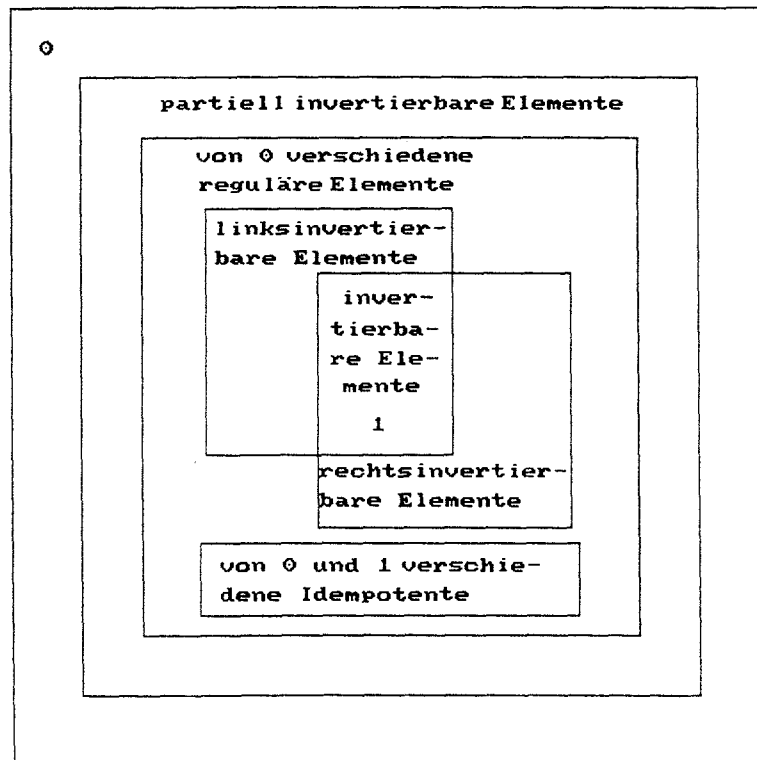 0
partiell invertierbare Elemente
von 0 verschiedene
reguläre Elemente
linksinvertier-
bare Elemente
inver-
tierba-
re Ele-
mente
1
rechtsinvertier-
bare Elemente
von 0 und 1 verschie-
dene Idempotente